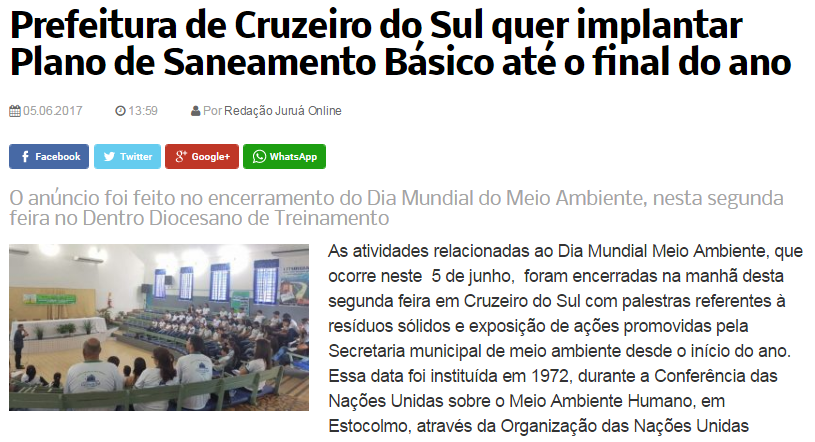 Prefeitura de Cruzeiro do Sul quer implantar
Plano de Saneamento Básico até o final do ano
05.06.2017 13:59 Por Redação Juruá Online
Facebook Twitter Google+ WhatsApp
O anúncio foi feito no encerramento do Dia Mundial do Meio Ambiente, nesta segunda
feira no Dentro Diocesano de Treinamento
As atividades relacionadas ao Dia Mundial Meio Ambiente, que
ocorre neste 5 de junho, foram encerradas na manhã desta
segunda feira em Cruzeiro do Sul com palestras referentes à
resíduos sólidos e exposição de ações promovidas pela
Secretaria municipal de meio ambiente desde o início do ano.
Essa data foi instituída em 1972, durante a Conferência das
Nações Unidas sobre o Meio Ambiente Humano, em
Estocolmo, através da Organização das Nações Unidas